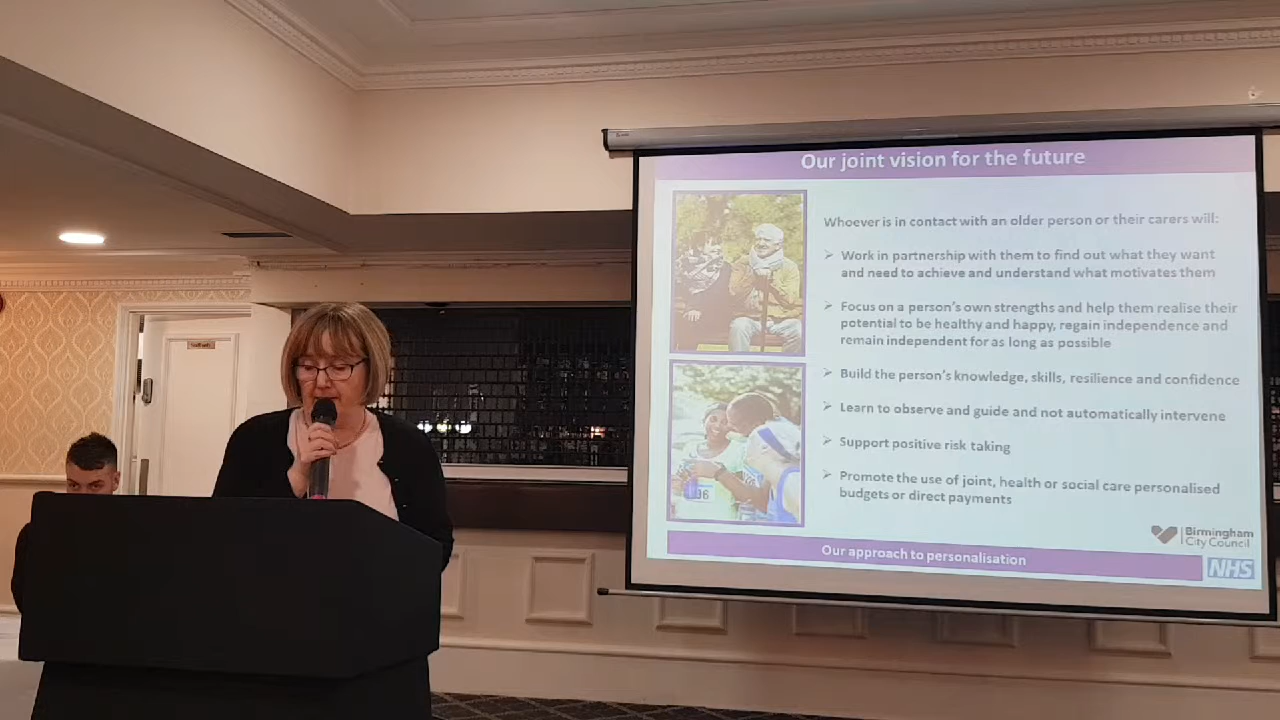 Our joint vision for the future
Whoever is in contact with an older person or their carers will:
➢ Work in partnership with them to find out what they want
and need to achieve and understand what motivates them
➢ Focus on a person's own strengths and help them realise their
potential to be healthy and happy, regain independence and
remain independent for as long as possible
➢ Build the person's knowledge, skills, resilience and confidence
➢ Learn to observe and guide and not automatically intervene
➢ Support positive risk taking
➢ Promote the use of joint, health or social care personalised
budgets or direct payments
Birmingham
City Council
Our approach to personalisation
NHS
36